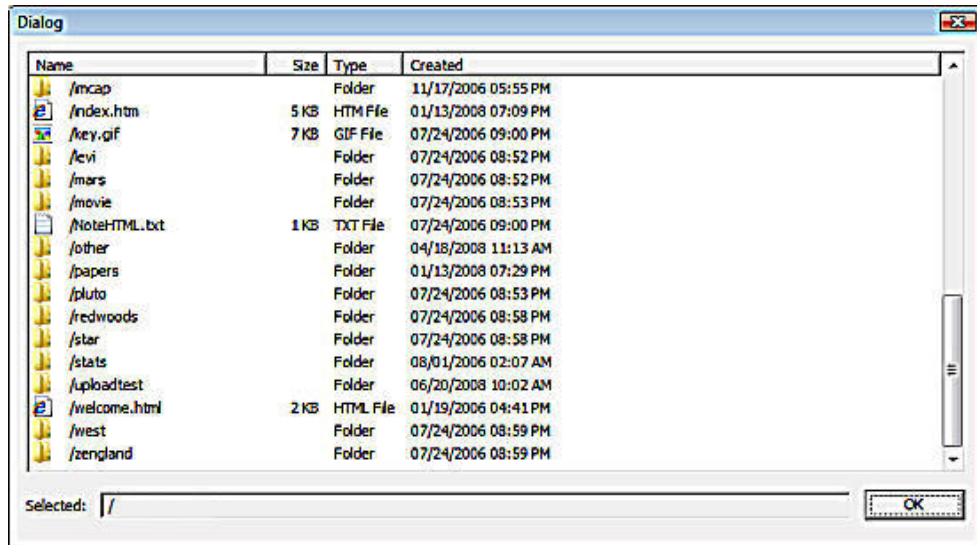 Dialog
Name Size Type Created
/mcap Folder 11/17/2006 05:55 PM
/index.htm 5 KB HTM File 01/13/2008 07:09 PM
/key.gif 7 KB GIF File 07/24/2006 09:00 PM
/levi Folder 07/24/2006 08:52 PM
/mars Folder 07/24/2006 08:52 PM
/movie Folder 07/24/2006 08:53 PM
/NoteHTML.txt 1 KB TXT File 07/24/2006 09:00 PM
/other Folder 04/18/2008 11:13 AM
/papers Folder 01/13/2008 07:29 PM
/pluto Folder 07/24/2006 08:53 PM
/redwoods Folder 07/24/2006 08:58 PM
/star Folder 07/24/2006 08:58 PM
/stats Folder 08/01/2006 02:07 AM
/uploadtest Folder 06/20/2008 10:02 AM
/welcome.html 2 KB HTML File 01/19/2006 04:41 PM
/west Folder 07/24/2006 08:59 PM
/zengland Folder 07/24/2006 08:59 PM
Selected: / OK